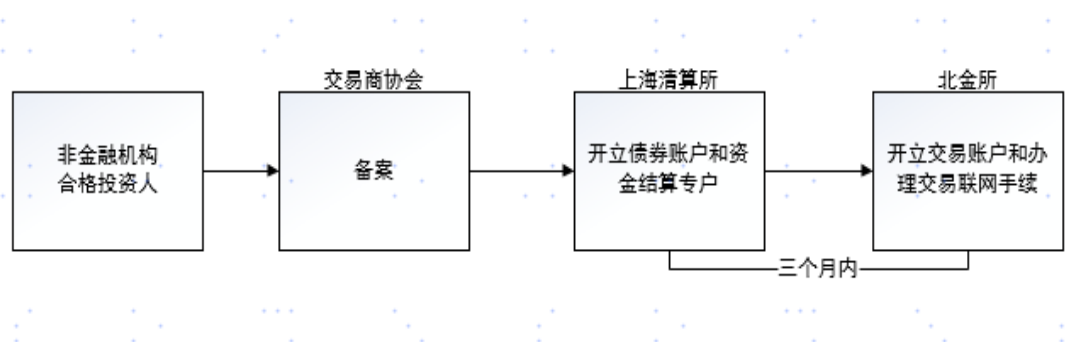 交易商协会
上海清算所
北金所
非金融机构
合格投资人
备案
开立债券账户和资
金结算专户
开立交易账户和办
理交易联网手续
三个月内